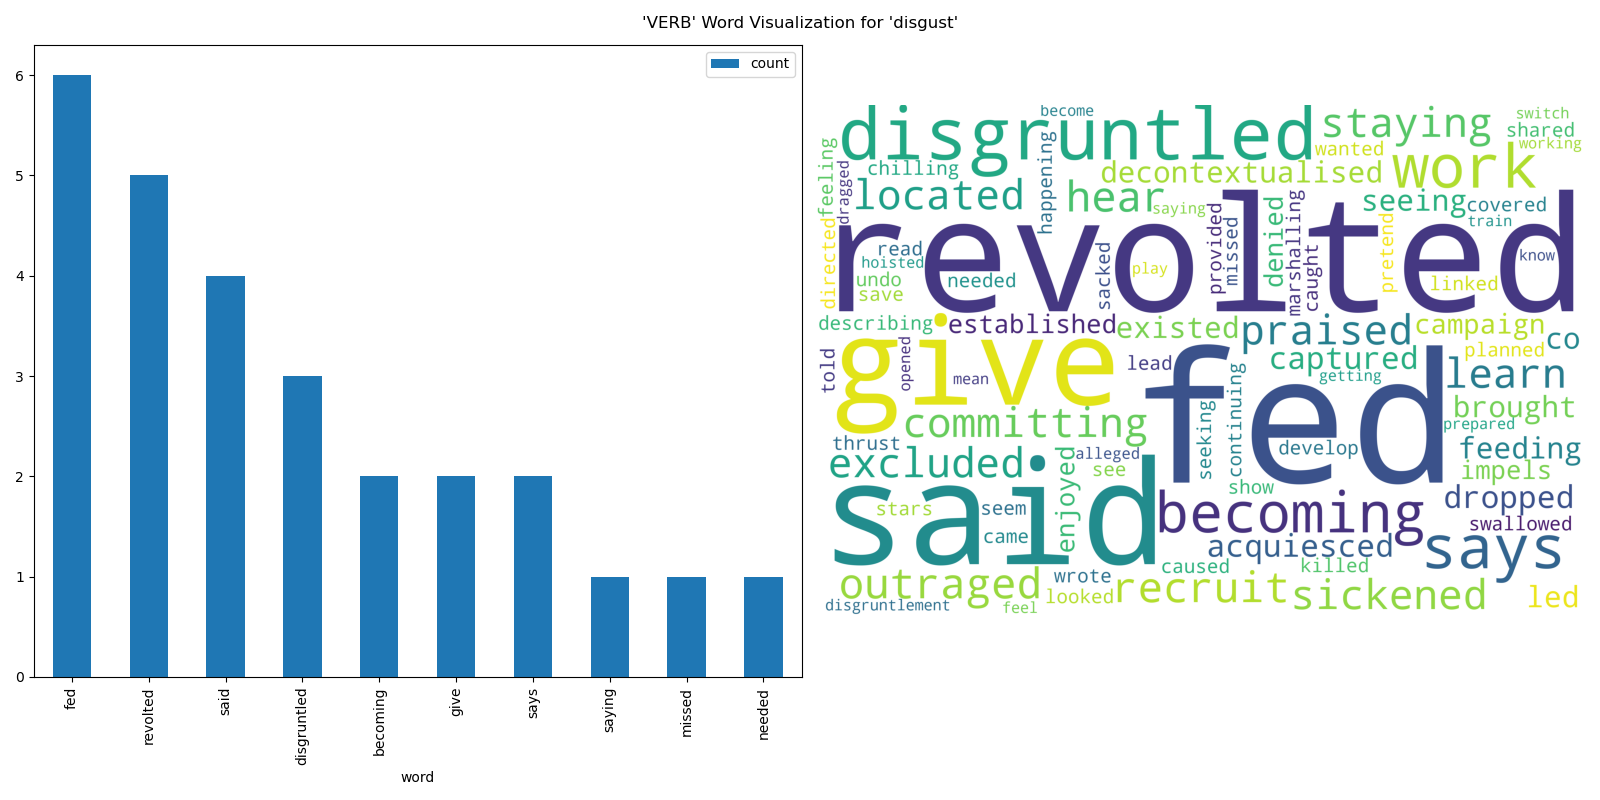 'VERB' Word Visualization for 'disgust'
count
6
5
4
3
2
1
0
fed
revolted
said
disgruntled
becoming
give
says
saying
missed
needed
word
become
switch
disgruntled
staying
shared
working
wanted
feeling
chilling
happening
decontextualised
work
dragged
located
hear
saying
seeing
covered
train
revolted
directed
read
hoisted
undo
save
needed
sacked
play
provided
missed
denied
marshalling
caught
pretend
linked
know
describing
established
existed
praised
campaign
co
told
give
opened
mean
lead
captured
getting
planned
learn
fed
committing
continuing
seeking
brought
prepared
thrust
excluded
enjoyed
alleged
see
develop
feeding
impels
show
said
stars
seem
came
becoming
dropped
swallowed
acquiesced
says
outraged
wrote
caused
killed
disgruntlement
feel
looked
recruit
sickened
led